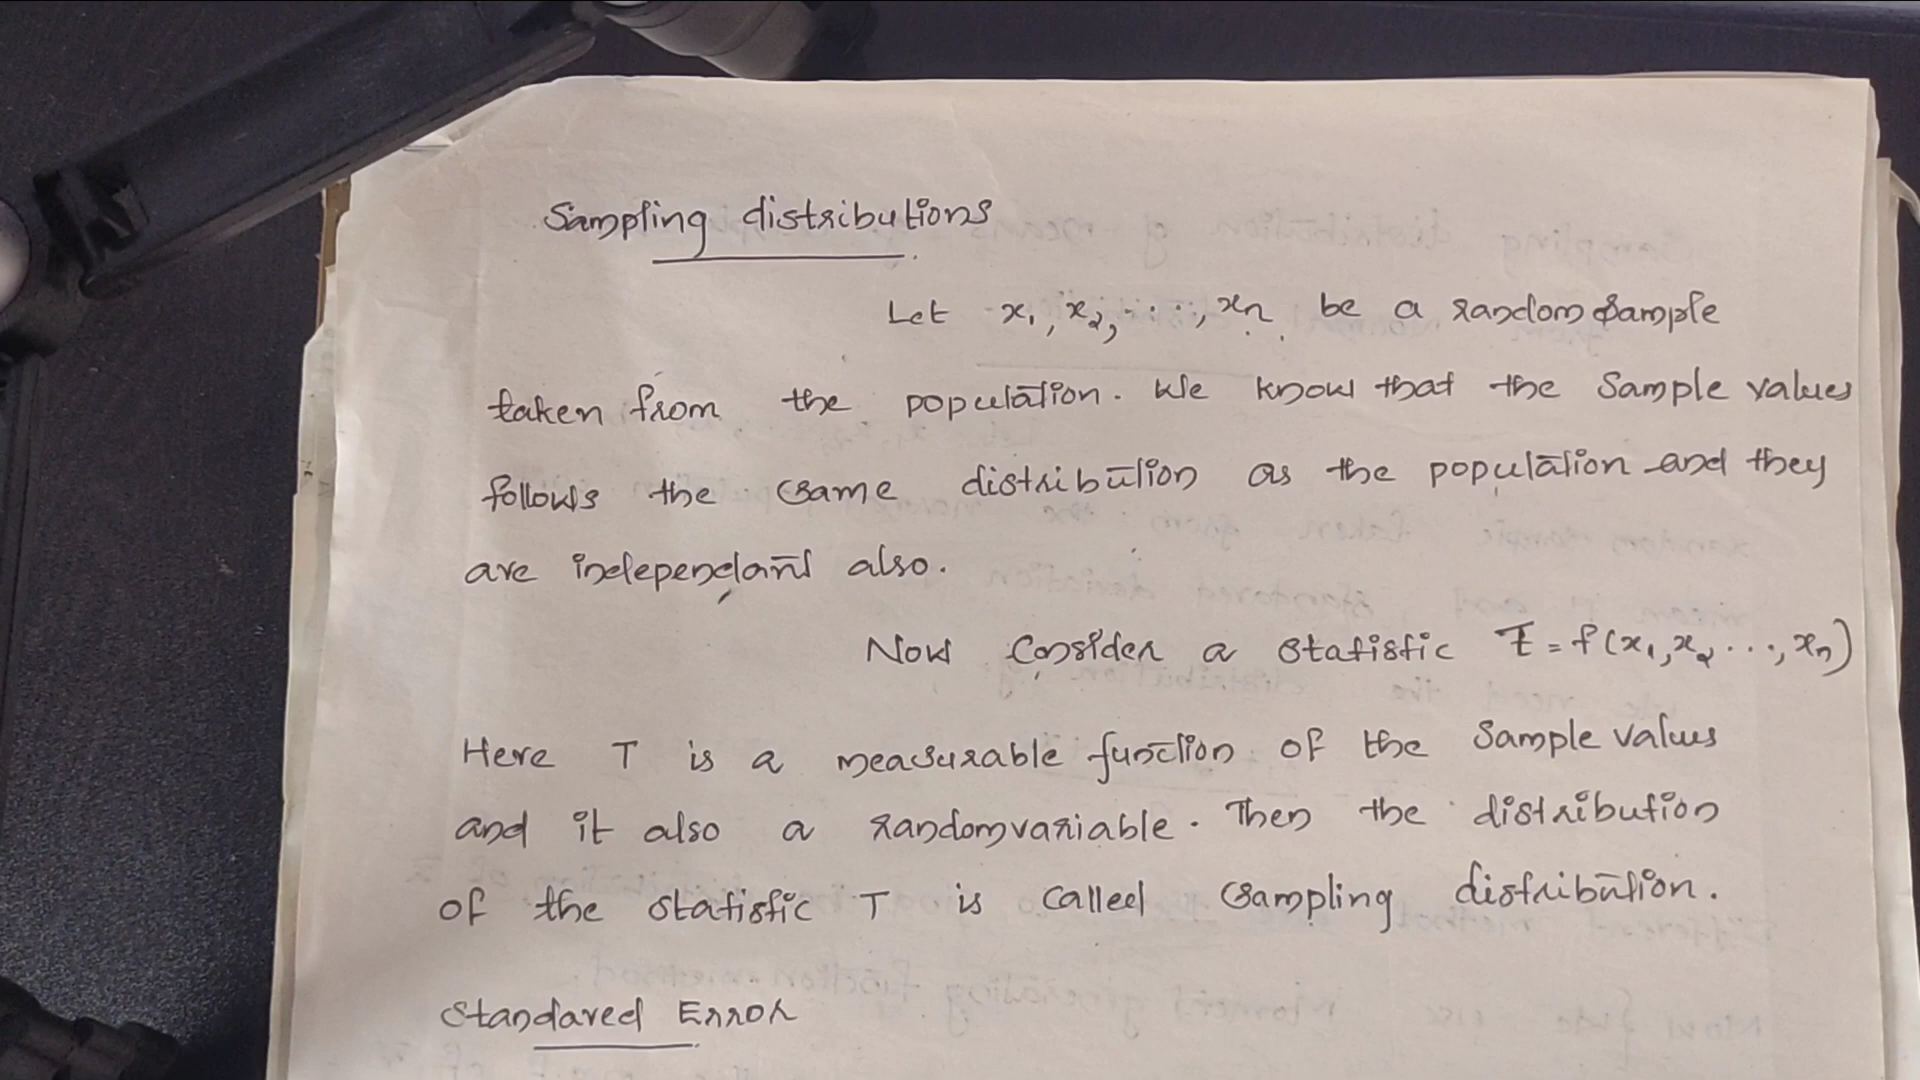 Sampling distributions
Let x₁, x₂, ..., xn be a random sample
taken from the population. We know that the Sample values
follows the same distribution as the population and they
are independant also.
Now Consider a statistic T = f(x₁, x₂ ..., xn)
Here T is a measurable function of the Sample values
and it also a random variable. Then the distribution
of the statistic T is called sampling distribution.
Standared Error